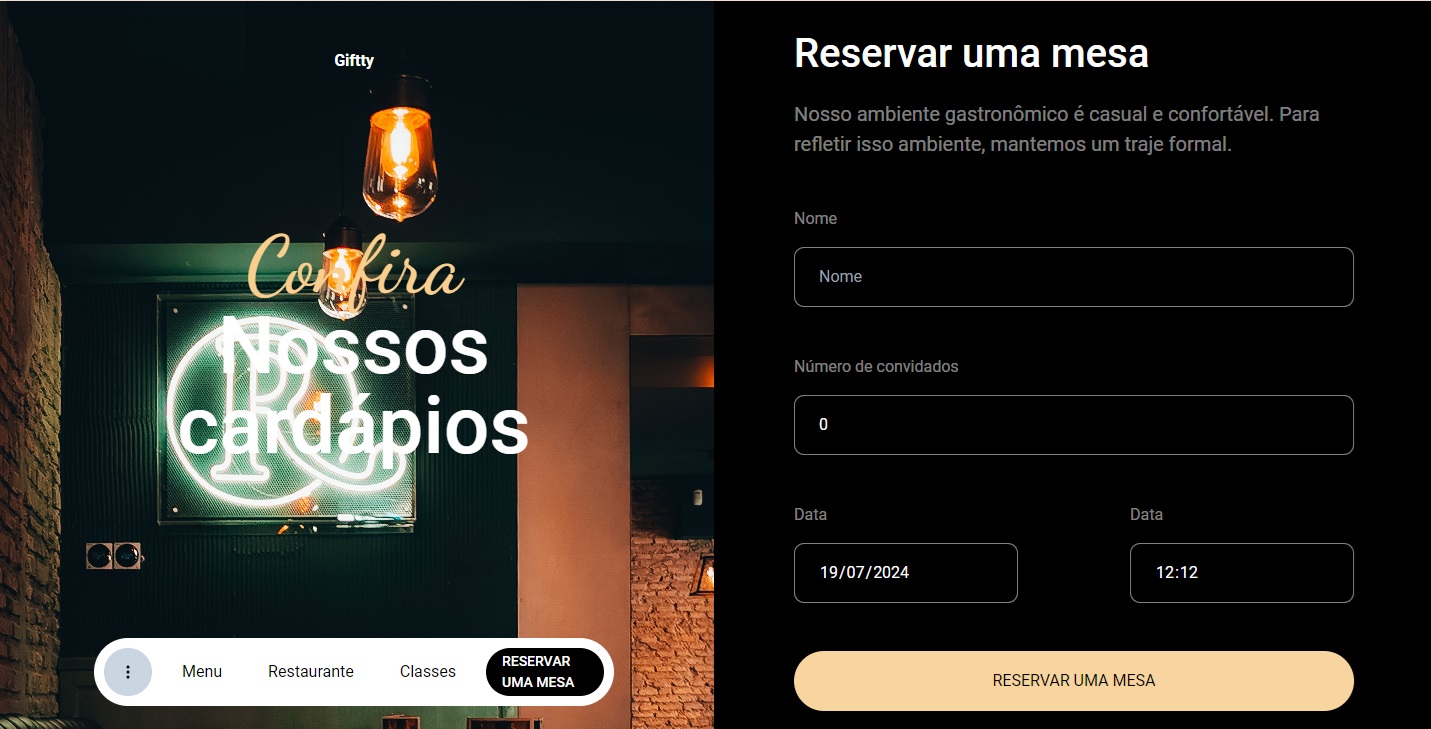 Giftty
Confira
Nossos
cardápios
Menu
Restaurante
Classes
RESERVAR
UMA MESA
Reservar uma mesa
Nosso ambiente gastronômico é casual e confortável. Para
refletir isso ambiente, mantemos um traje formal.
Nome
Nome
Número de convidados
0
Data
Data
19/07/2024
12:12
RESERVAR UMA MESA